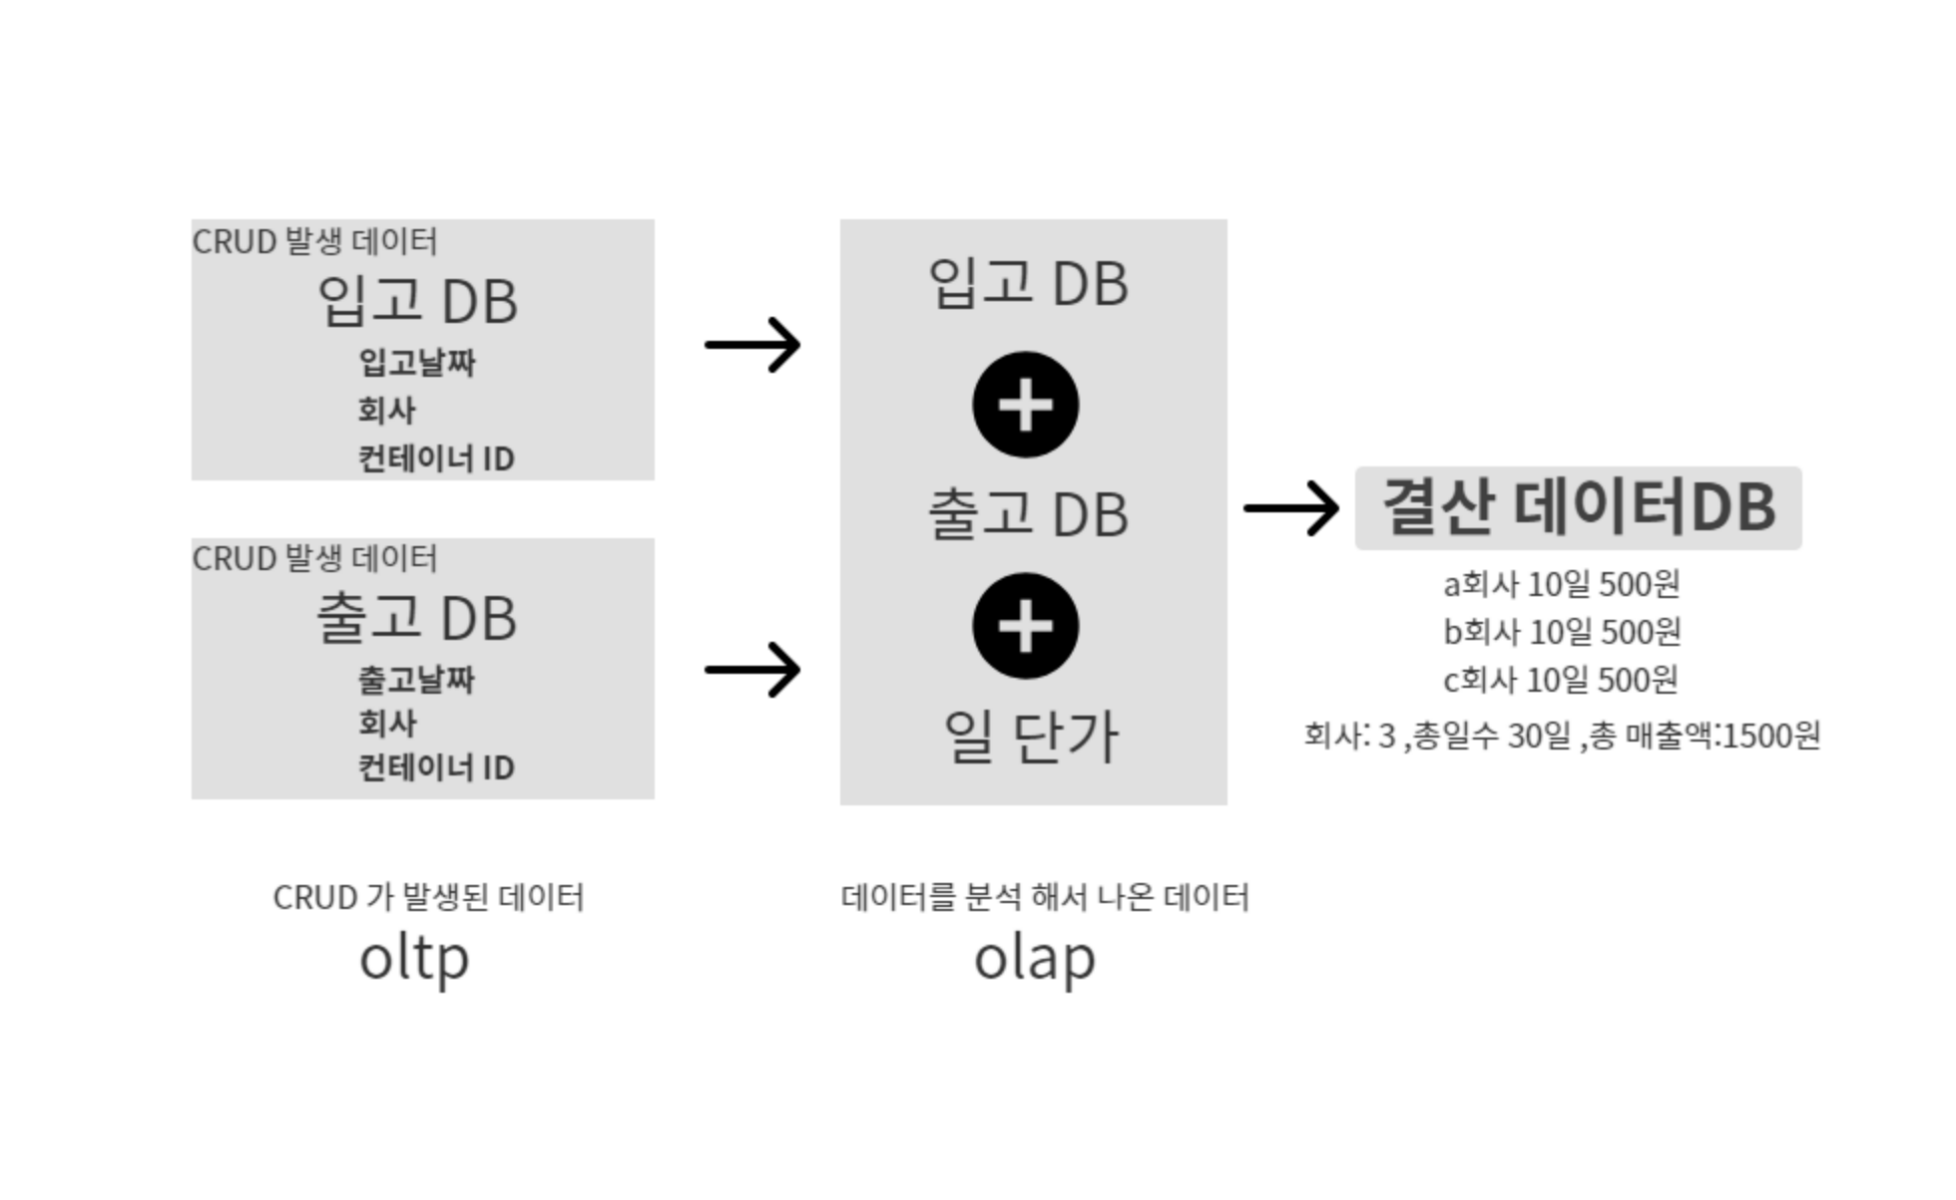 CRUD 발생 데이터
입고 DB
입고날짜
회사
컨테이너 ID
CRUD 발생 데이터
출고 DB
출고날짜
회사
컨테이너 ID
CRUD 가 발생된 데이터
oltp
입고 DB
출고 DB
일 단가
데이터를 분석 해서 나온 데이터
olap
결산 데이터DB
a회사 10일 500원
b회사 10일 500원
c회사 10일 500원
회사: 3 ,총일수 30일 ,총 매출액:1500원